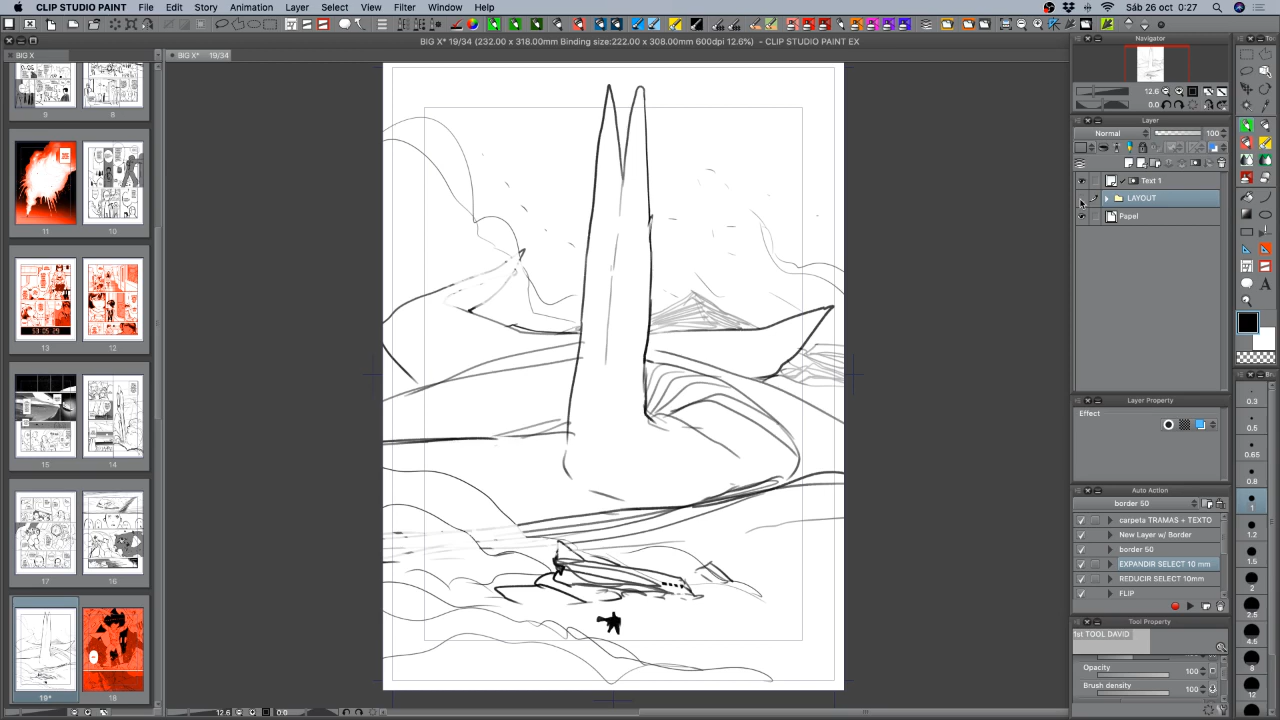 CLIP STUDIO PAINT File Edit Story Animation Layer Select View Filter Window Help Sáb 26 oct 0:27
BIG X* 19/34 (232.00 x 318.00mm Binding size:222.00 x 308.00mm 600dpi 12.6%) - CLIP STUDIO PAINT EX
BIG X
BIG X* 19/34
9 8
11 10
13 12
15 14
17 16
19* 18
12.6 0.0
Navigator
12.6
0.0
Layer
Normal 100
Text 1
LAYOUT
Papel
Layer Property
Effect
Auto Action
border 50
carpeta TRAMAS + TEXTO
New Layer w/ Border
border 50
EXPANDIR SELECT 10 mm
REDUCIR SELECT 10mm
FLIP
Tool Property
1st TOOL DAVID
Opacity 100
Brush density 100
To
Br
0.3
0.5
0.65
0.8
1
1.2
1.5
2
2.5
4.5
6
8
12